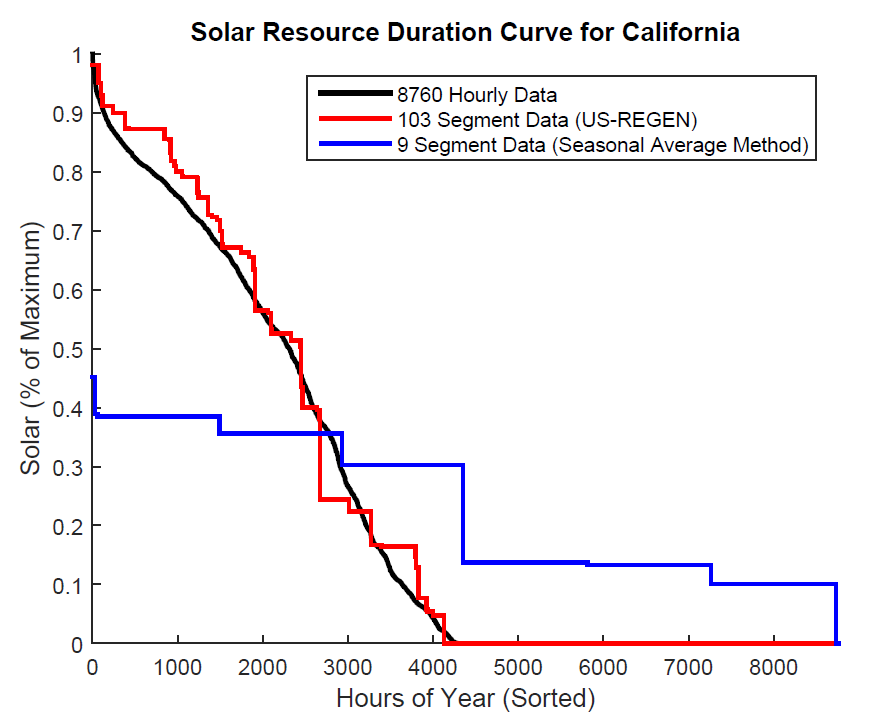 Solar Resource Duration Curve for California
8760 Hourly Data
103 Segment Data (US-REGEN)
9 Segment Data (Seasonal Average Method)
Solar (% of Maximum)
1
0.9
0.8
0.7
0.6
0.5
0.4
0.3
0.2
0.1
0
0 1000 2000 3000 4000 5000 6000 7000 8000
Hours of Year (Sorted)